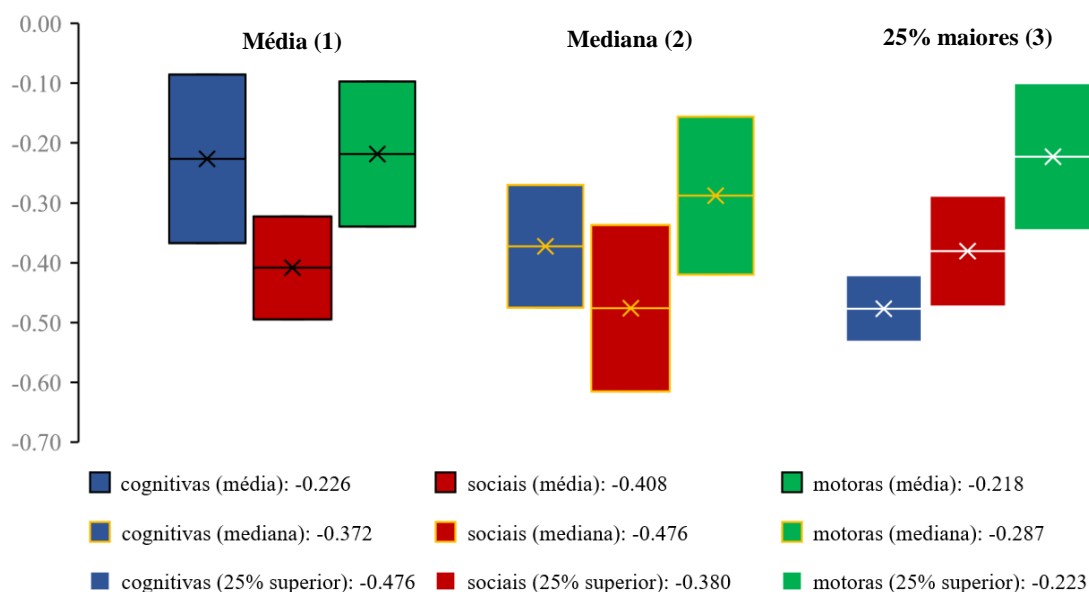 0.00
Média (1)
Mediana (2)
25% maiores (3)
-0.10
-0.20
-0.30
-0.40
-0.50
-0.60
-0.70
cognitivas (média): -0.226
sociais (média): -0.408
motoras (média): -0.218
cognitivas (mediana): -0.372
sociais (mediana): -0.476
motoras (mediana): -0.287
cognitivas (25% superior): -0.476
sociais (25% superior): -0.380
motoras (25% superior): -0.223